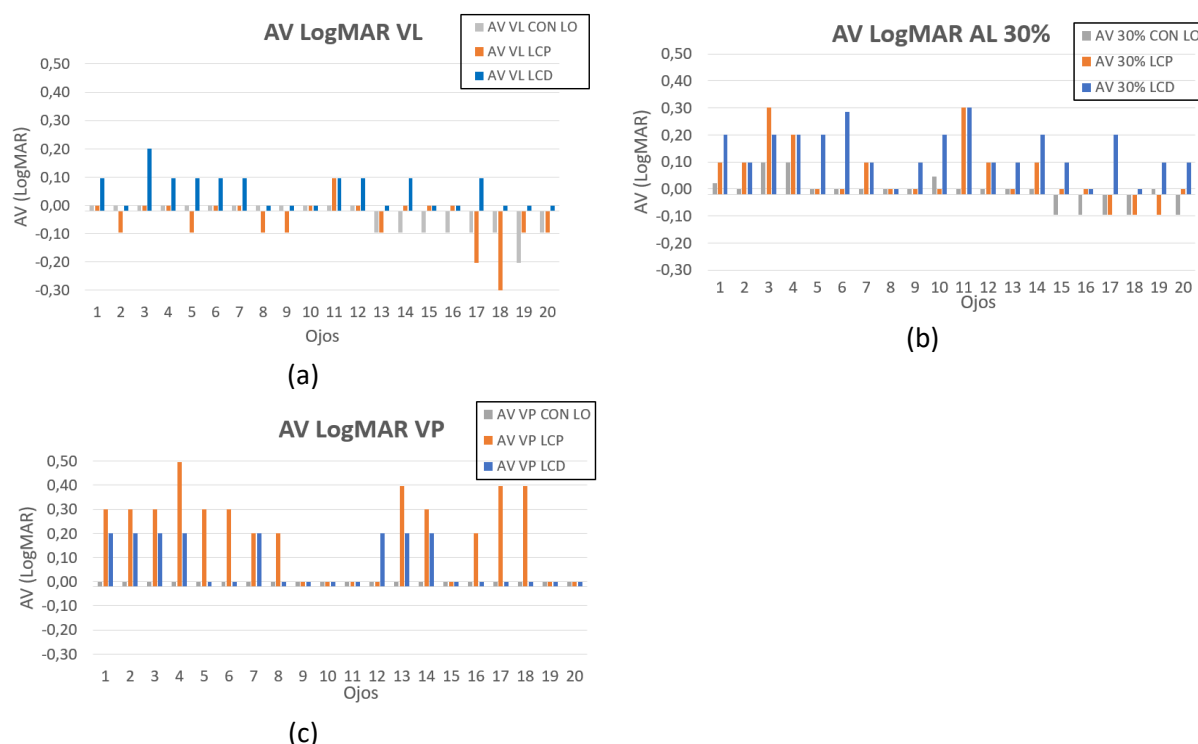 AV LogMAR VL
AV VL CON LO
AV VL LCP
AV VL LCD
0,50
0,40
0,30
0,20
0,10
0,00
-0,10
-0,20
-0,30
AV (LogMAR)
1 2 3 4 5 6 7 8 9 10 11 12 13 14 15 16 17 18 19 20
Ojos
(a)
AV LogMAR AL 30%
AV 30% CON LO
AV 30% LCP
AV 30% LCD
0,50
0,40
0,30
0,20
0,10
0,00
-0,10
-0,20
-0,30
AV (LogMAR)
1 2 3 4 5 6 7 8 9 10 11 12 13 14 15 16 17 18 19 20
Ojos
(b)
AV LogMAR VP
AV VP CON LO
AV VP LCP
AV VP LCD
0,50
0,40
0,30
0,20
0,10
0,00
-0,10
-0,20
-0,30
AV (LogMAR)
1 2 3 4 5 6 7 8 9 10 11 12 13 14 15 16 17 18 19 20
Ojos
(c)